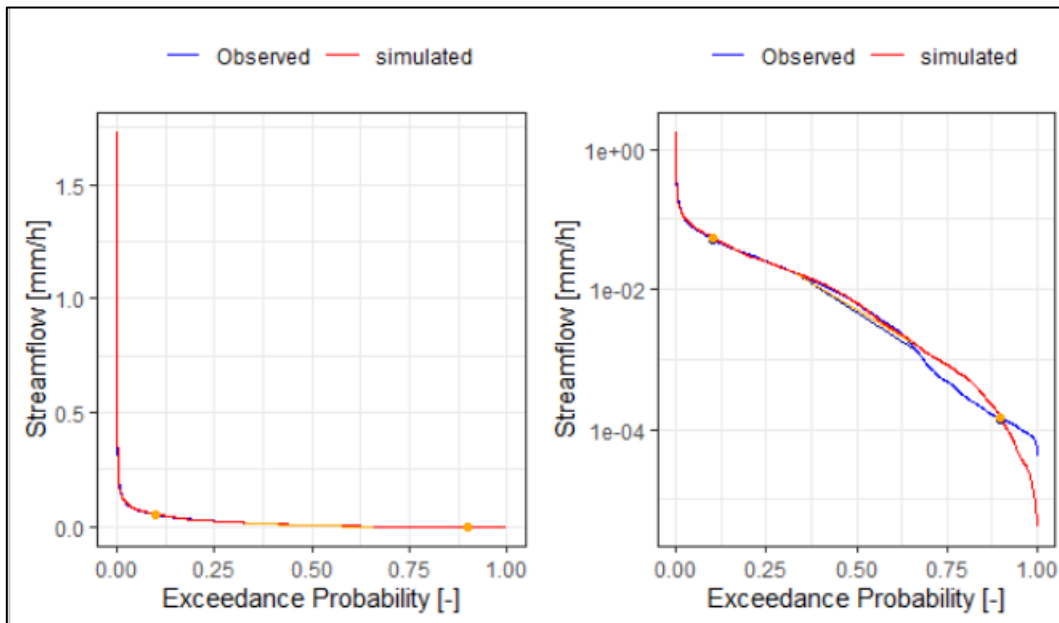 Observed simulated
Streamflow [mm/h]
1.5
1.0
0.5
0.0
0.00 0.25 0.50 0.75 1.00
Exceedance Probability [-]
Observed simulated
Streamflow [mm/h]
1e+00
1e-02
1e-04
0.00 0.25 0.50 0.75 1.00
Exceedance Probability [-]